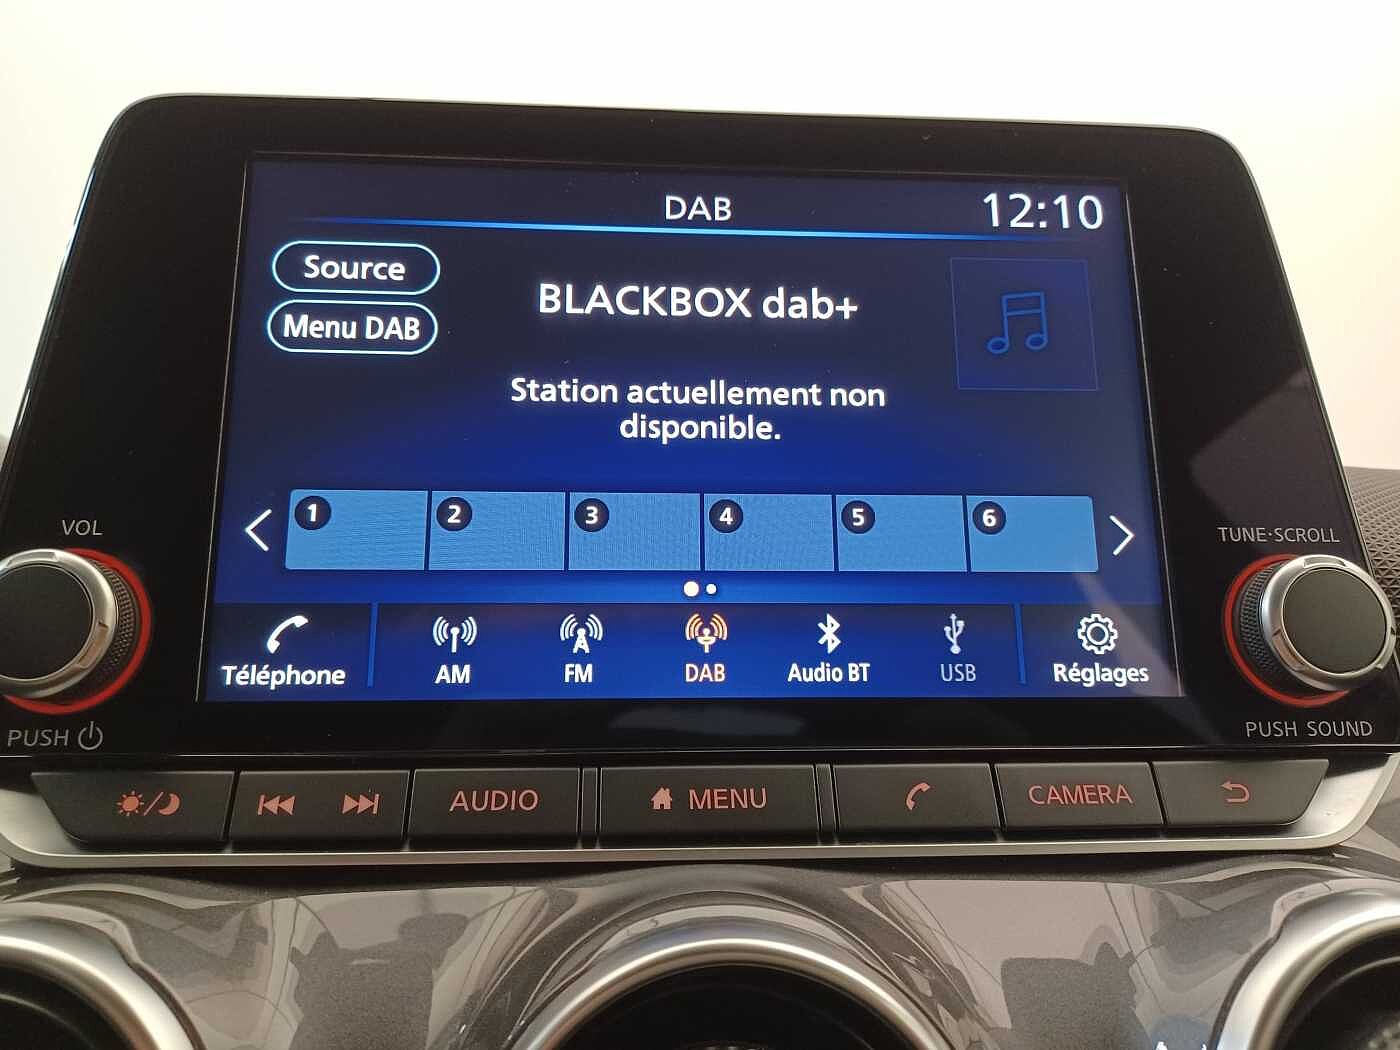 DAB
12:10
Source
Menu DAB
BLACKBOX dab+
Station actuellement non
disponible.
1 2 3 4 5 6
VOL
TUNE·SCROLL
Téléphone
AM
FM
DAB
Audio BT
USB
Réglages
PUSH
PUSH SOUND
AUDIO
MENU
CAMERA